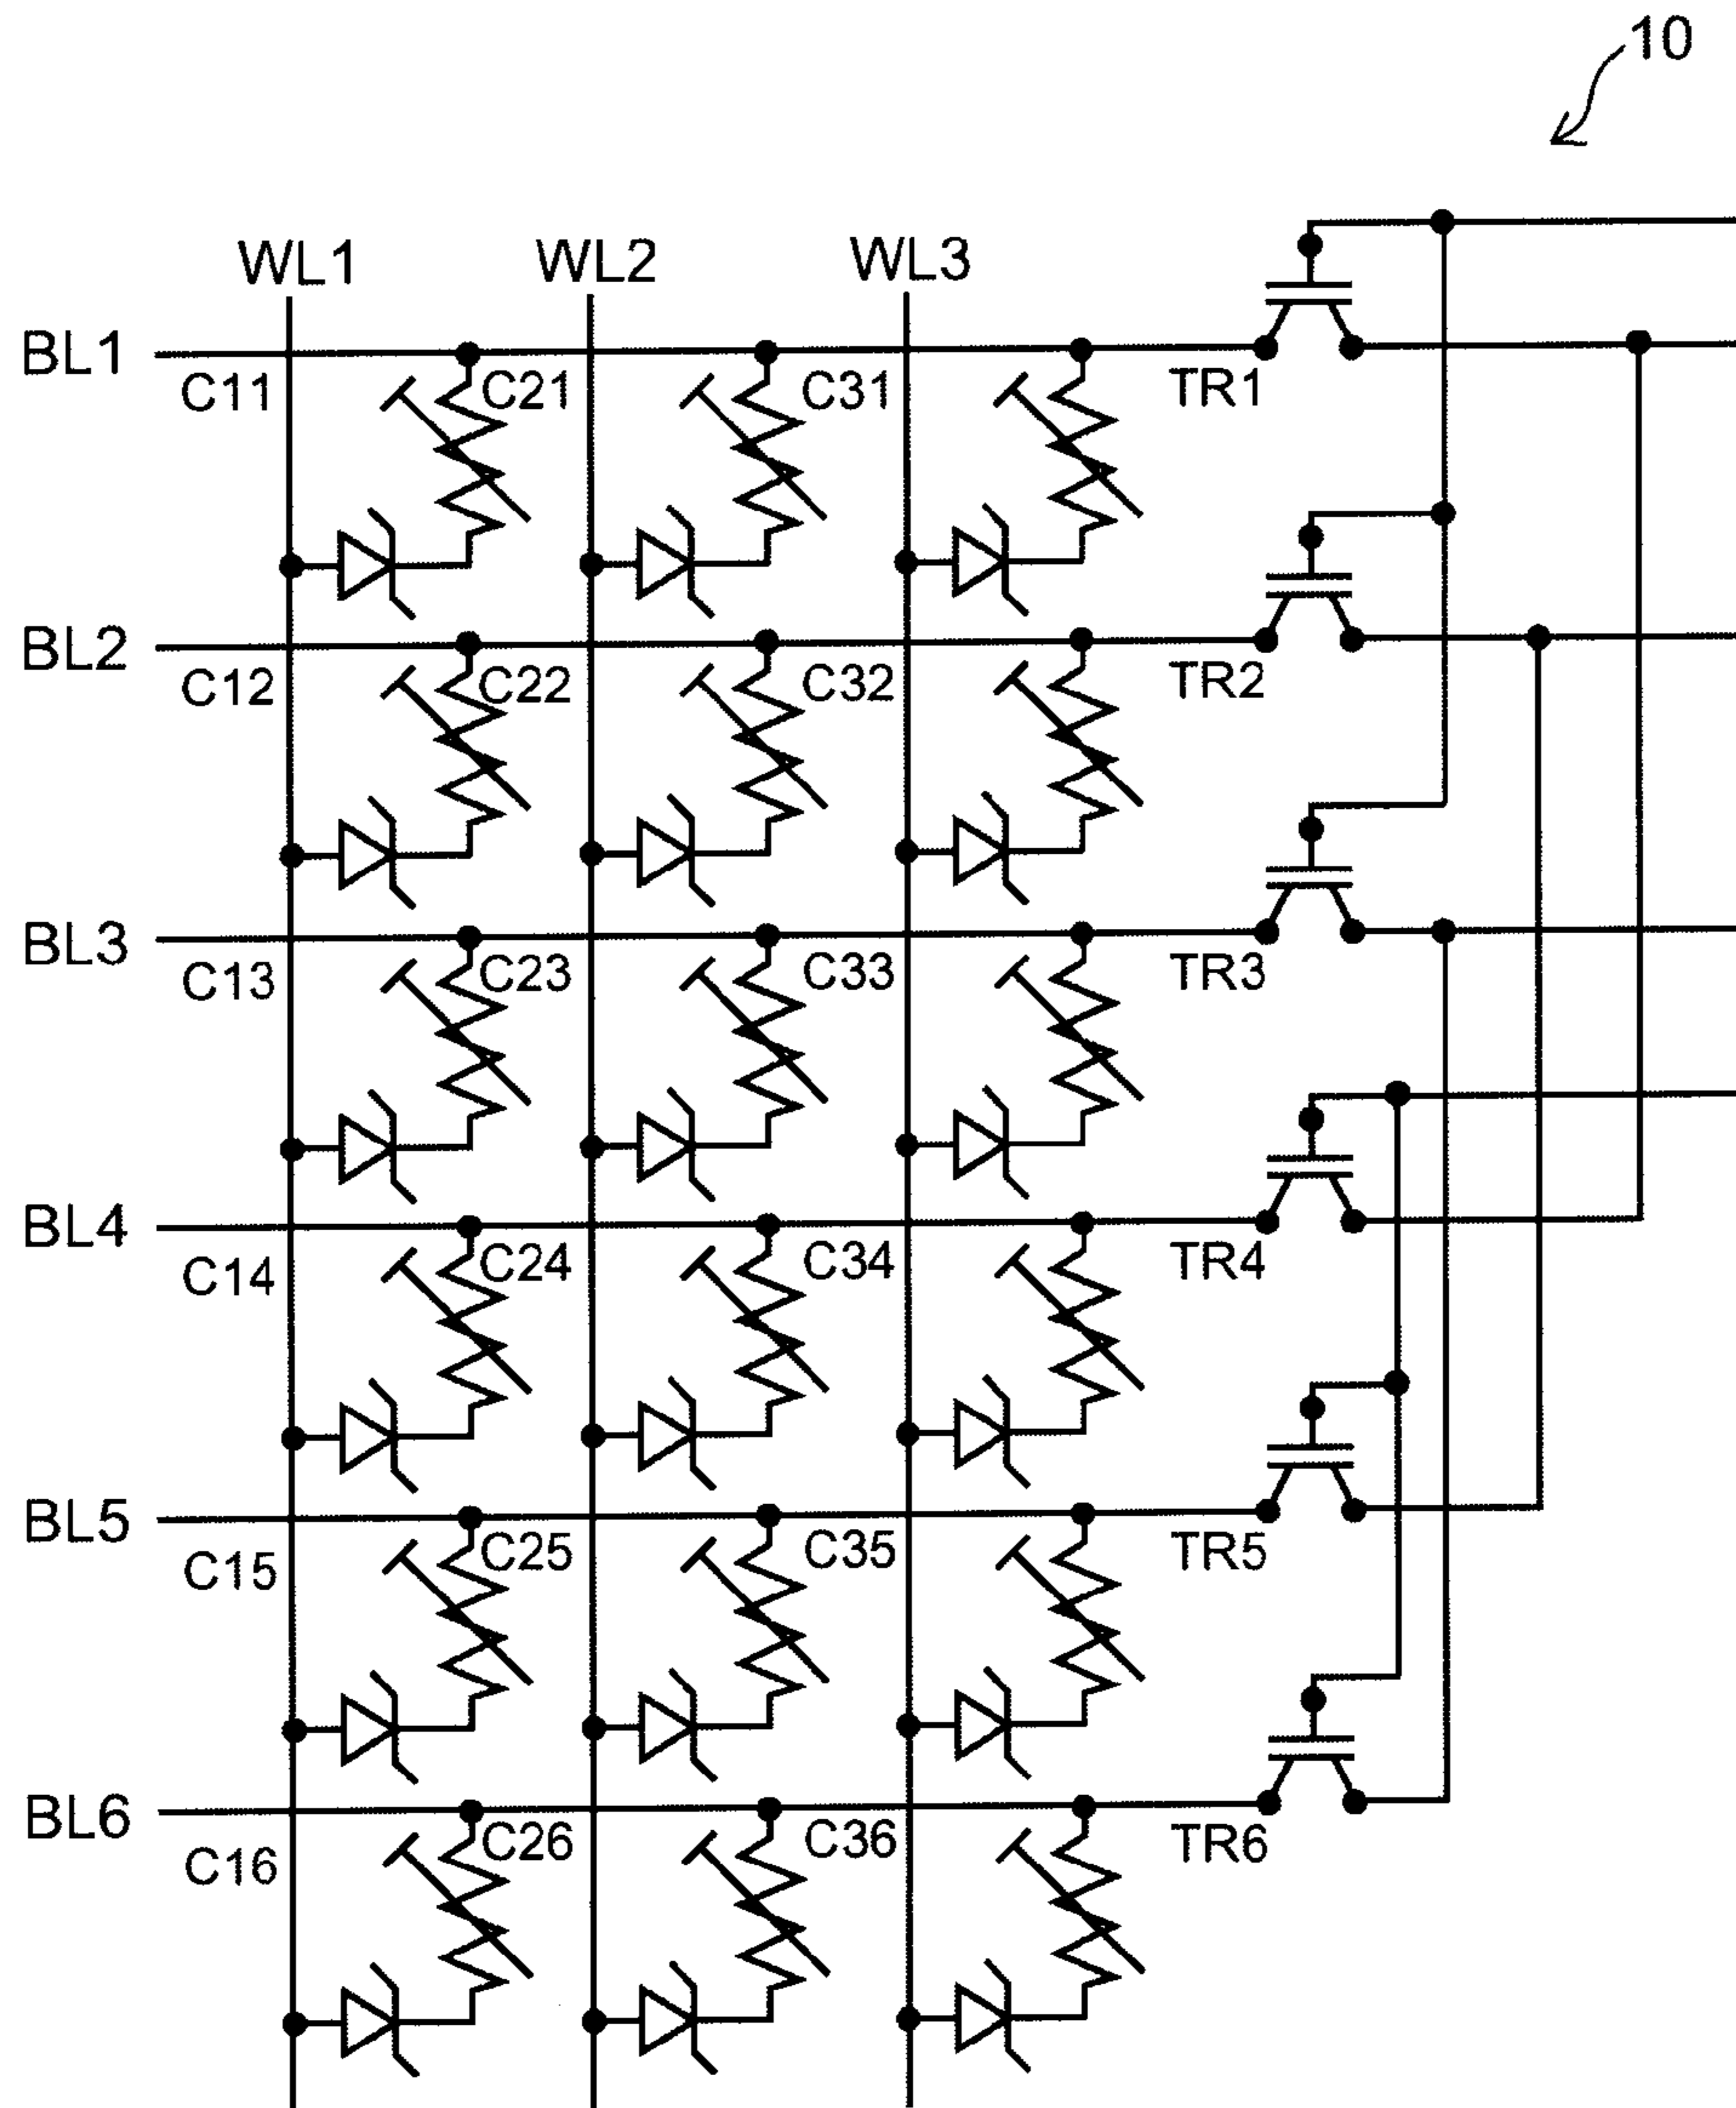 10
WL1 WL2 WL3
BL1
C11 C21 C31 TR1
BL2
C12 C22 C32 TR2
BL3
C13 C23 C33 TR3
BL4
C14 C24 C34 TR4
BL5
C15 C25 C35 TR5
BL6
C16 C26 C36 TR6